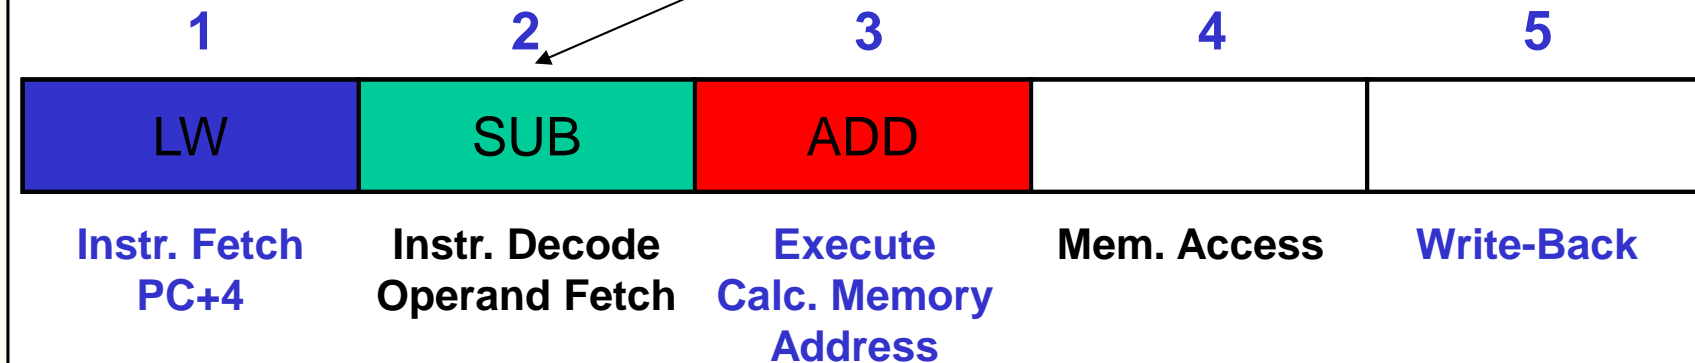 1 2 3 4 5
LW SUB ADD
Instr. Fetch Instr. Decode Execute Mem. Access Write-Back
PC+4 Operand Fetch Calc. Memory
Address